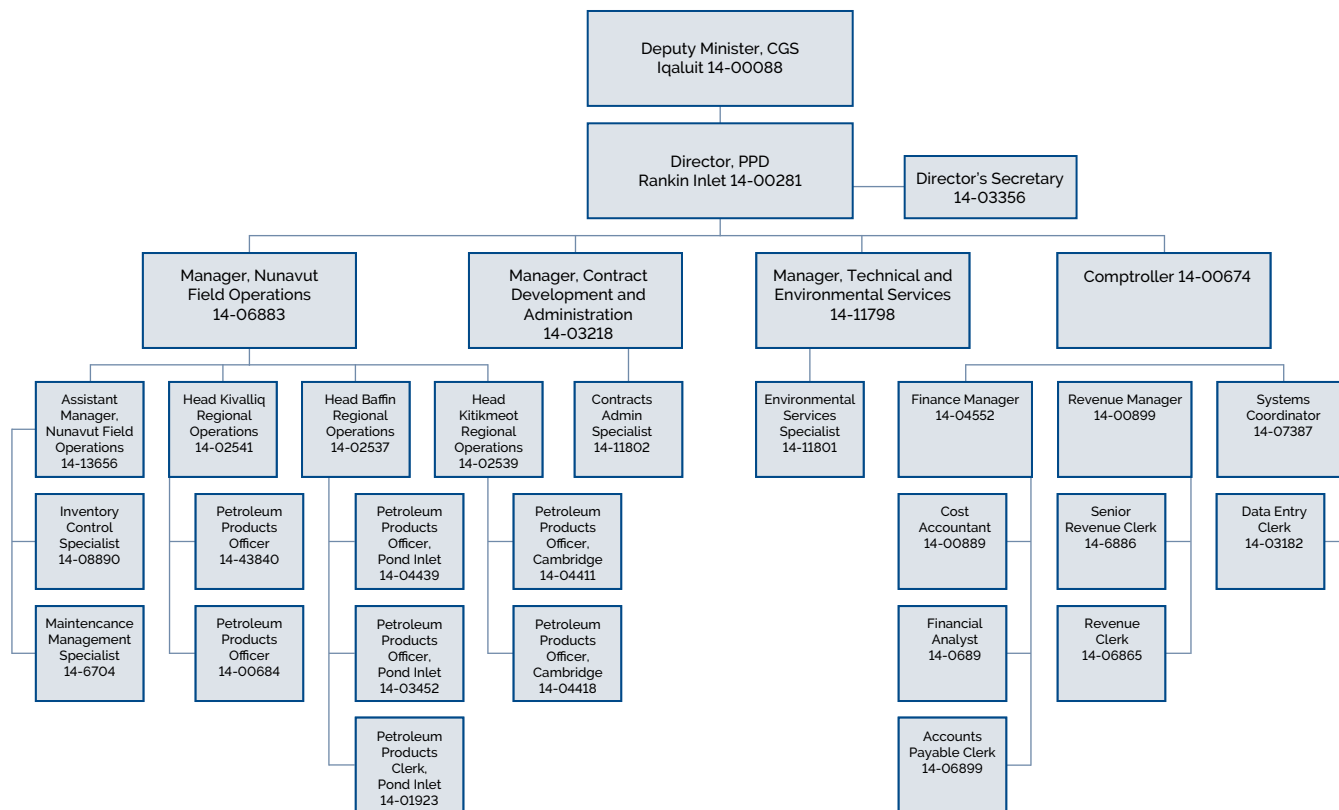 Deputy Minister, CGS
Iqaluit 14-00088
Director, PPD
Rankin Inlet 14-00281
Director's Secretary
14-03356
Manager, Nunavut
Field Operations
14-06883
Manager, Contract
Development and
Administration
14-03218
Manager, Technical and
Environmental Services
14-11798
Comptroller 14-00674
Assistant
Manager,
Nunavut Field
Operations
14-13656
Head Kivalliq
Regional
Operations
14-02541
Head Baffin
Regional
Operations
14-02537
Head
Kitikmeot
Regional
Operations
14-02539
Contracts
Admin
Specialist
14-11802
Environmental
Services
Specialist
14-11801
Finance Manager
14-04552
Revenue Manager
14-00899
Systems
Coordinator
14-07387
Inventory
Control
Specialist
14-08890
Petroleum
Products
Officer
14-43840
Petroleum
Products
Officer,
Pond Inlet
14-04439
Petroleum
Products
Officer,
Cambridge
14-04411
Cost
Accountant
14-00889
Senior
Revenue Clerk
14-6886
Data Entry
Clerk
14-03182
Maintencance
Management
Specialist
14-6704
Petroleum
Products
Officer
14-00684
Petroleum
Products
Officer,
Pond Inlet
14-03452
Petroleum
Products
Officer,
Cambridge
14-04418
Financial
Analyst
14-0689
Revenue
Clerk
14-06865
Petroleum
Products
Clerk,
Pond Inlet
14-01923
Accounts
Payable Clerk
14-06899